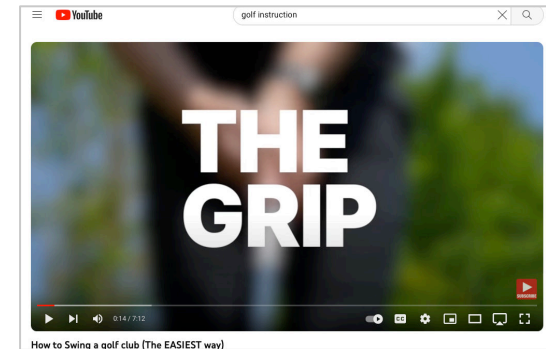 YouTube
golf instruction
THE
GRIP
SUBSCRIBE
CC
0:14 / 7:12
How to Swing a golf club (The EASIEST way)